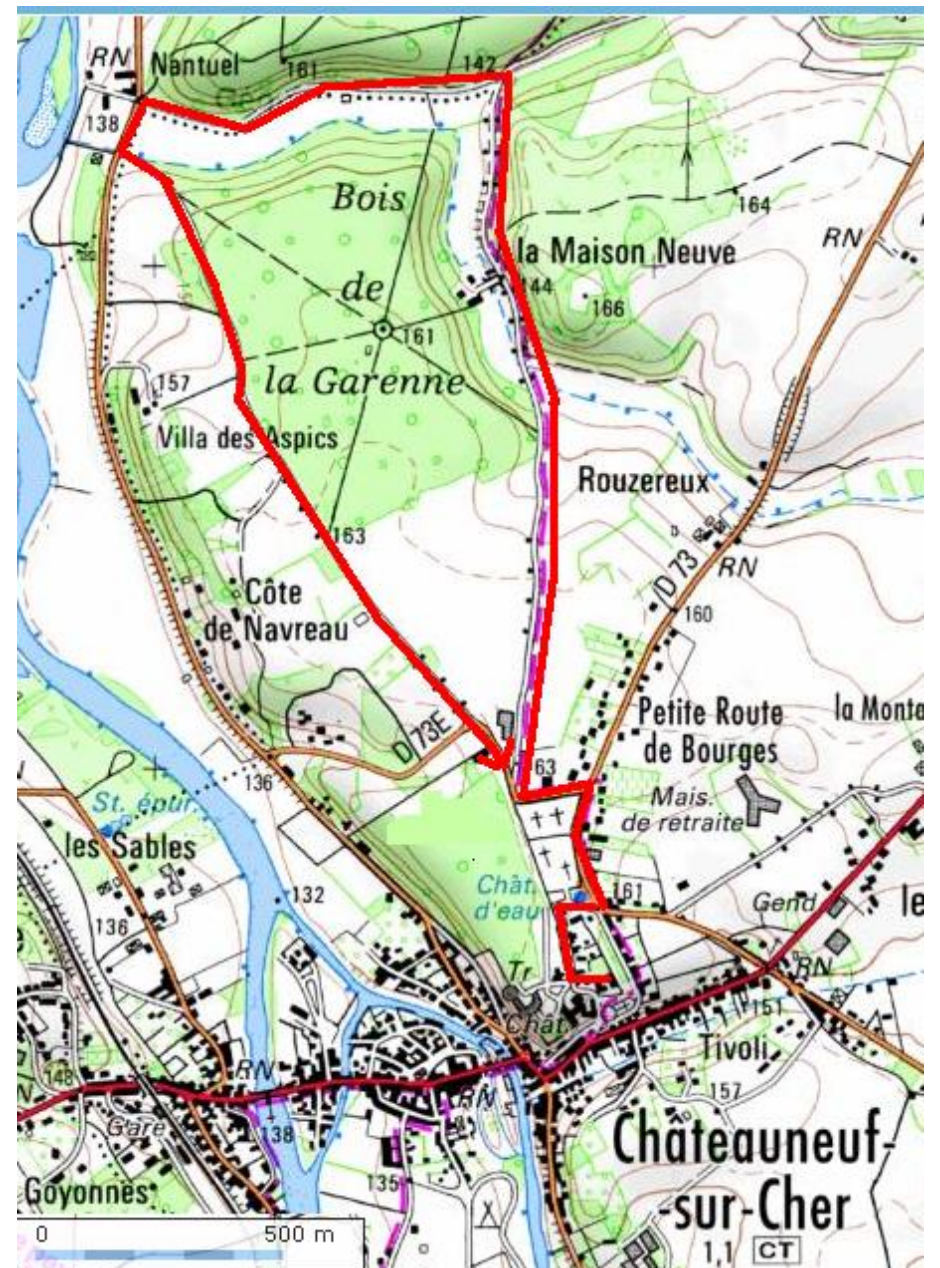 RN
Nantuel
161
142
138
Bois
164
RN
la Maison Neuve
144
de
166
161
la Garenne
157
Villa des Aspics
Rouzereux
163
D 73
RN
Côte
de Navreau
160
Petite Route
de Bourges
la Monta
D 73E
63
136
Mais.
de retraite
St. épur.
les Sables
132
Chât.
d'eau
161
Gend.
le
136
Tr.
RN
Chât.
151
Tivoli
RN
143
RN
157
Gare
138
Châteauneuf-
-sur-Cher
135
Goyonnes
1,1 CT
0 500 m